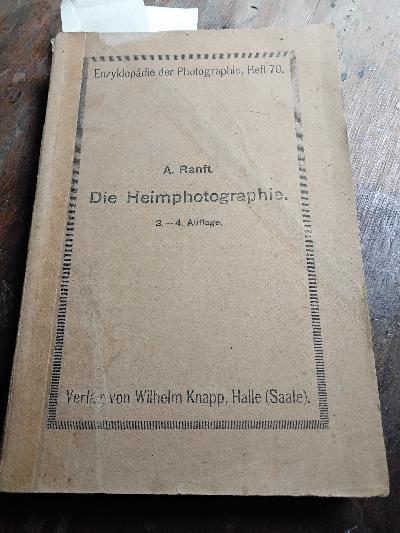 Enzyklopädie der Photographie, Heft 70.
A. Ranft.
Die Heimphotographie.
3.—4. Auflage.
Verlag von Wilhelm Knapp, Halle (Saale).